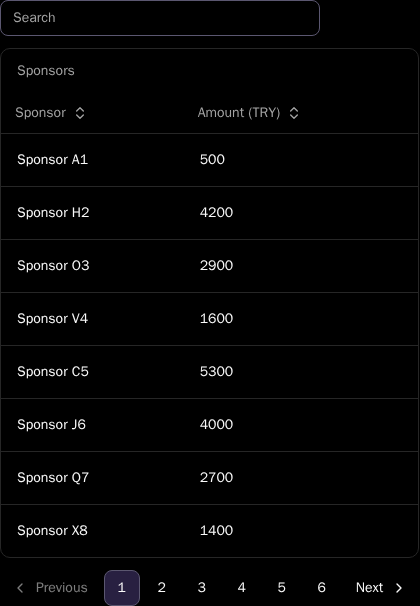 Search
Sponsors
Sponsor Amount (TRY)
Sponsor A1 500
Sponsor H2 4200
Sponsor O3 2900
Sponsor V4 1600
Sponsor C5 5300
Sponsor J6 4000
Sponsor Q7 2700
Sponsor X8 1400
Previous 1 2 3 4 5 6 Next